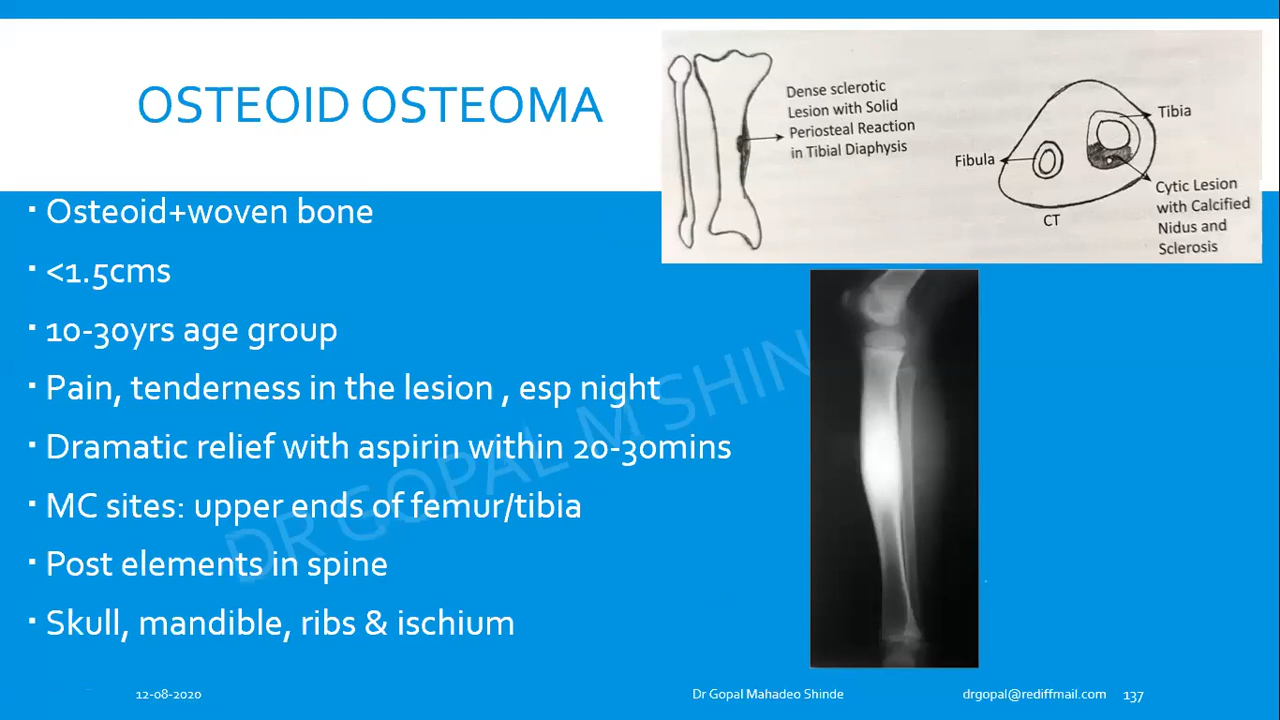 OSTEOID OSTEOMA
Dense sclerotic
Lesion with Solid
Periosteal Reaction
in Tibial Diaphysis
Tibia
Fibula
Cytic Lesion
with Calcified
Nidus and
Sclerosis
CT
▪ Osteoid+woven bone
▪ <1.5cms
▪ 10-30yrs age group
▪ Pain, tenderness in the lesion , esp night
▪ Dramatic relief with aspirin within 20-30mins
▪ MC sites: upper ends of femur/tibia
▪ Post elements in spine
▪ Skull, mandible, ribs & ischium
DR GOPAL M SHIN
12-08-2020
Dr Gopal Mahadeo Shinde
drgopal@rediffmail.com
137